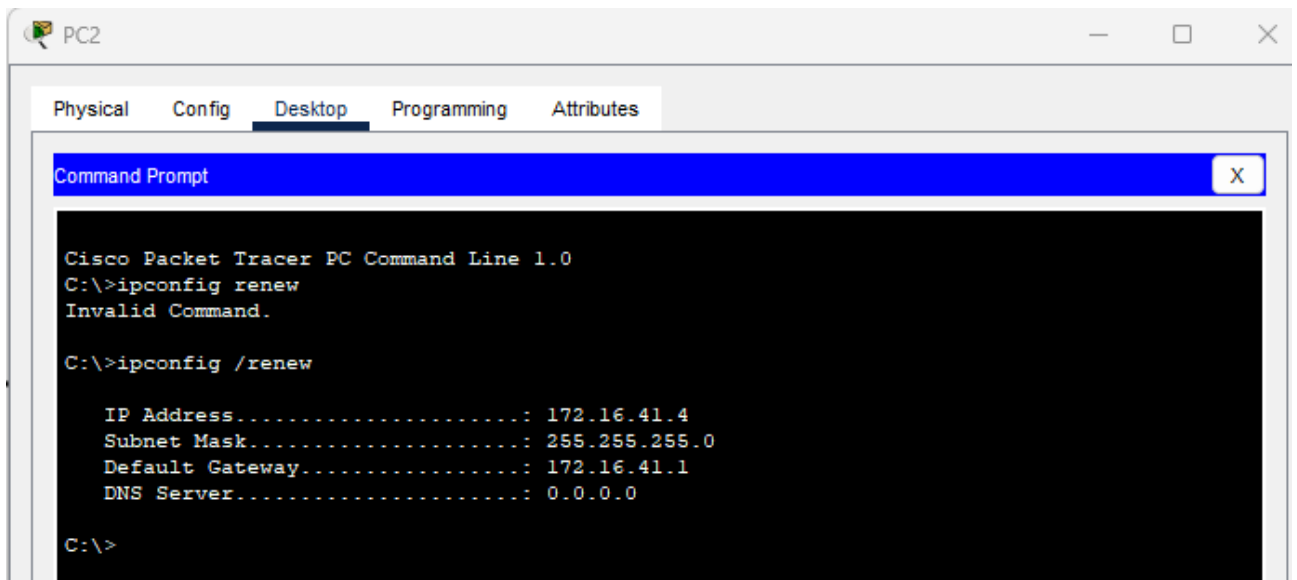 PC2
Physical Config Desktop Programming Attributes
Command Prompt X
Cisco Packet Tracer PC Command Line 1.0
C:\>ipconfig renew
Invalid Command.
C:\>ipconfig /renew
IP Address......................: 172.16.41.4
Subnet Mask.....................: 255.255.255.0
Default Gateway.................: 172.16.41.1
DNS Server......................: 0.0.0.0
C:\>